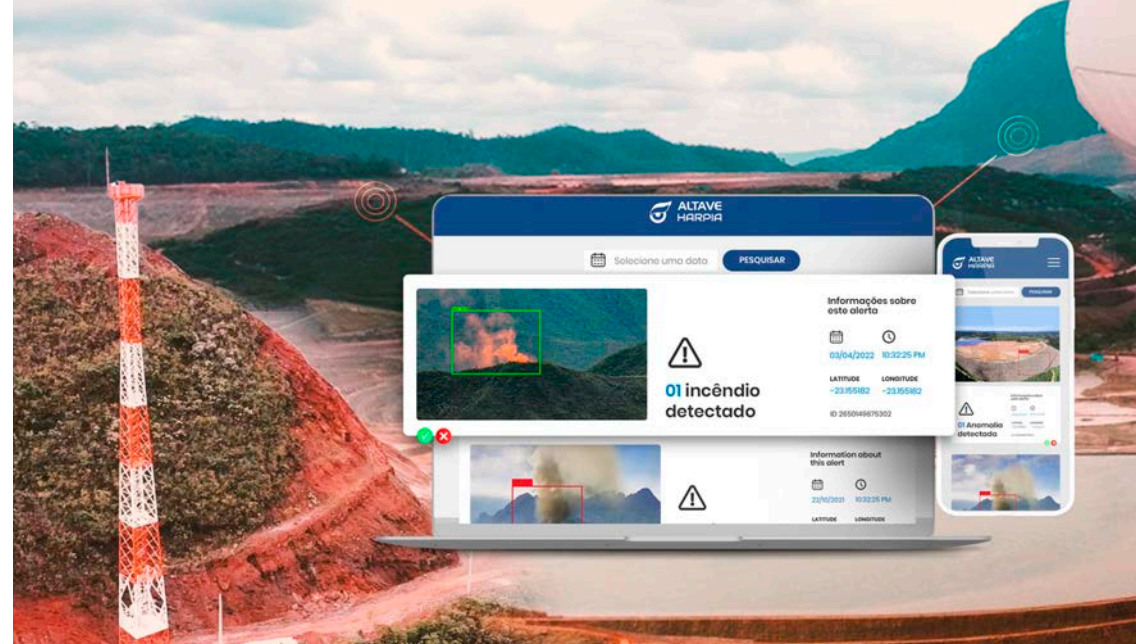 ALTAVE
HARPIA
Selecione uma data
PESQUISAR
Informações sobre
este alerta
03/04/2022
10:32:25 PM
LATITUDE
LONGITUDE
-23.155182
-23.155182
ID 2650149875302
01 incêndio
detectado
Information about
this alert
22/10/2021
10:32:25 PM
LATITUDE
LONGITUDE
ALTAVE
HARPIA
PESQUISAR
01 Anomalia
detectada